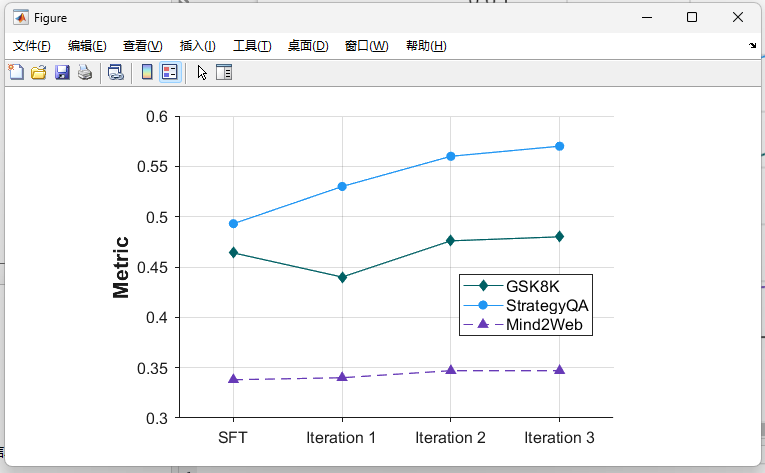 Figure
文件(F) 编辑(E) 查看(V) 插入(I) 工具(T) 桌面(D) 窗口(W) 帮助(H)
0.6
0.55
0.5
0.45
0.4
0.35
0.3
Metric
GSK8K
StrategyQA
Mind2Web
SFT Iteration 1 Iteration 2 Iteration 3